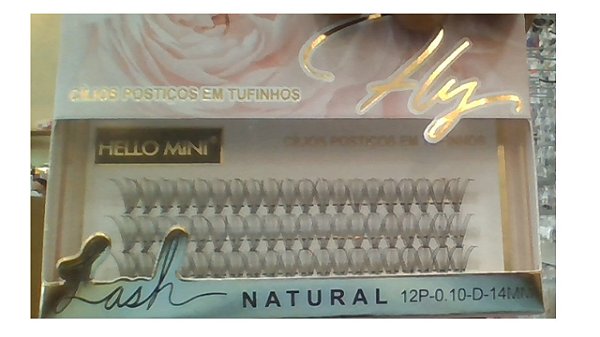 Fly
CÍLIOS POSTIÇOS EM TUFINHOS
HELLO MINI®
CÍLIOS POSTIÇOS EM TUFINHOS
Lash
NATURAL 12P-0.10-D-14MM